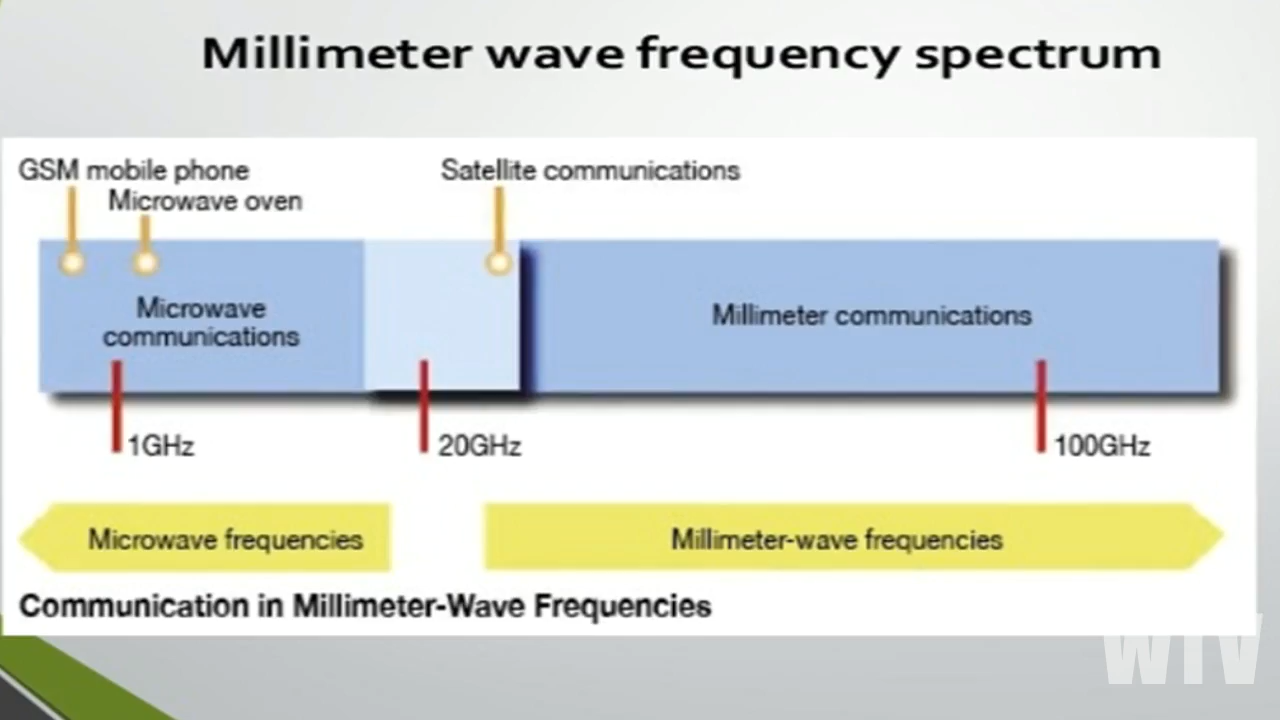 Millimeter wave frequency spectrum
GSM mobile phone
Microwave oven
Satellite communications
Microwave
communications
Millimeter communications
1GHz
20GHz
100GHz
Microwave frequencies
Millimeter-wave frequencies
Communication in Millimeter-Wave Frequencies
WTV